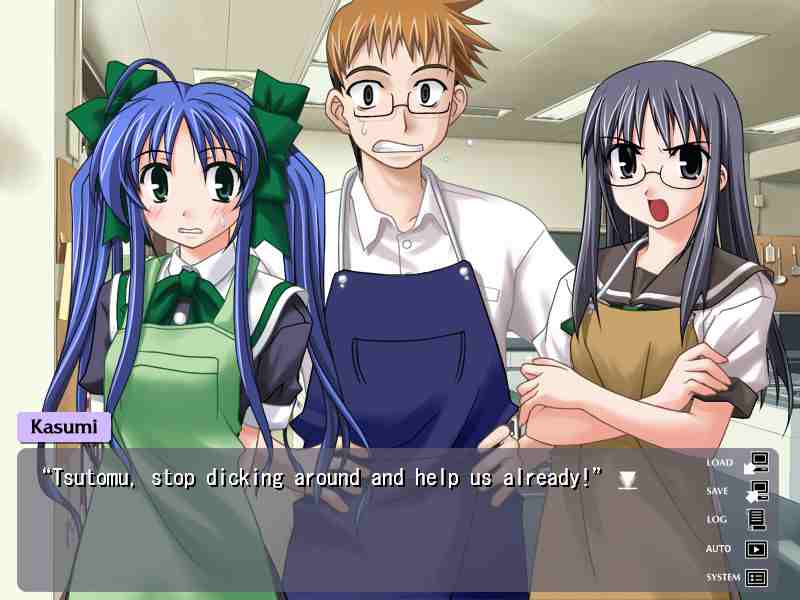 Kasumi
“Tsutomu, stop dicking around and help us already!”
LOAD
SAVE
LOG
AUTO
SYSTEM